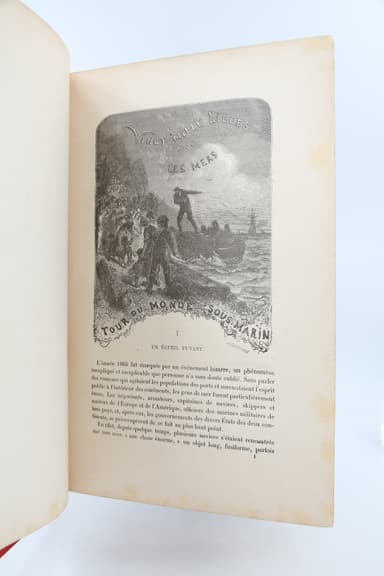 VINGT MILLE LIEUES
SOUS
LES MERS
TOUR DU MONDE SOUS-MARIN
I
UN ÉCUEIL FUYANT.
L'année 1866 fut marquée par un événement bizarre, un phénomène
inexpliqué et inexplicable que personne n'a sans doute oublié. Sans parler
des rumeurs qui agitaient les populations des ports et surexcitaient l'esprit
public à l'intérieur des continents, les gens de mer furent particulièrement
émus. Les négociants, armateurs, capitaines de navires, skippers et
masters de l'Europe et de l'Amérique, officiers des marines militaires de
tous pays, et, après eux, les gouvernements des divers États des deux con-
tinents, se préoccupèrent de ce fait au plus haut point.
En effet, depuis quelque temps, plusieurs navires s'étaient rencontrés
sur mer avec « une chose énorme, » un objet long, fusiforme, parfois
1